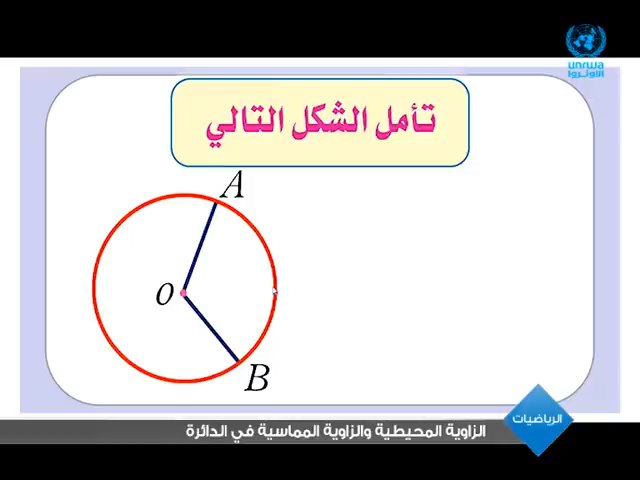 unrwa
الأونروا
تأمل الشكل التالي
A
O
B
الرياضيات
الزاوية المحيطية والزاوية المماسية في الدائرة